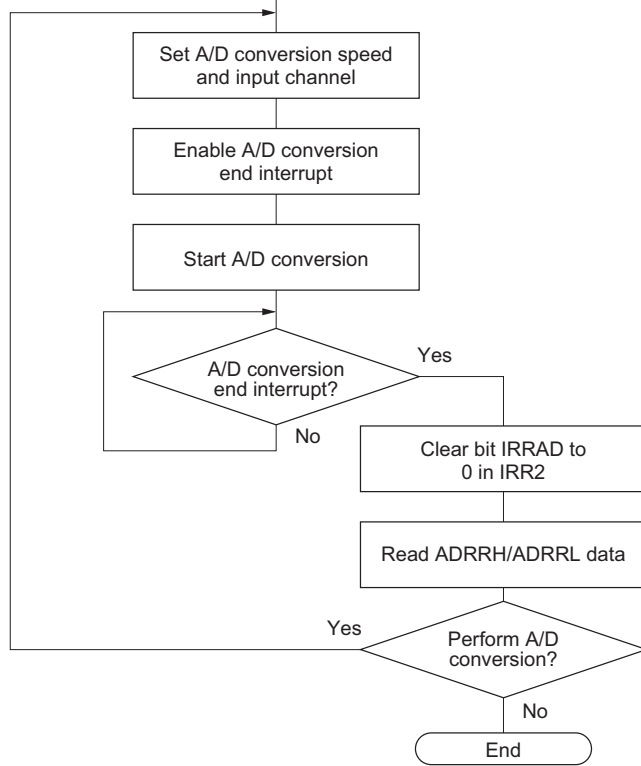 Set A/D conversion speed
and input channel
Enable A/D conversion
end interrupt
Start A/D conversion
A/D conversion
end interrupt?
Yes
No
Clear bit IRRAD to
0 in IRR2
Read ADRRH/ADRRL data
Yes
Perform A/D
conversion?
No
End